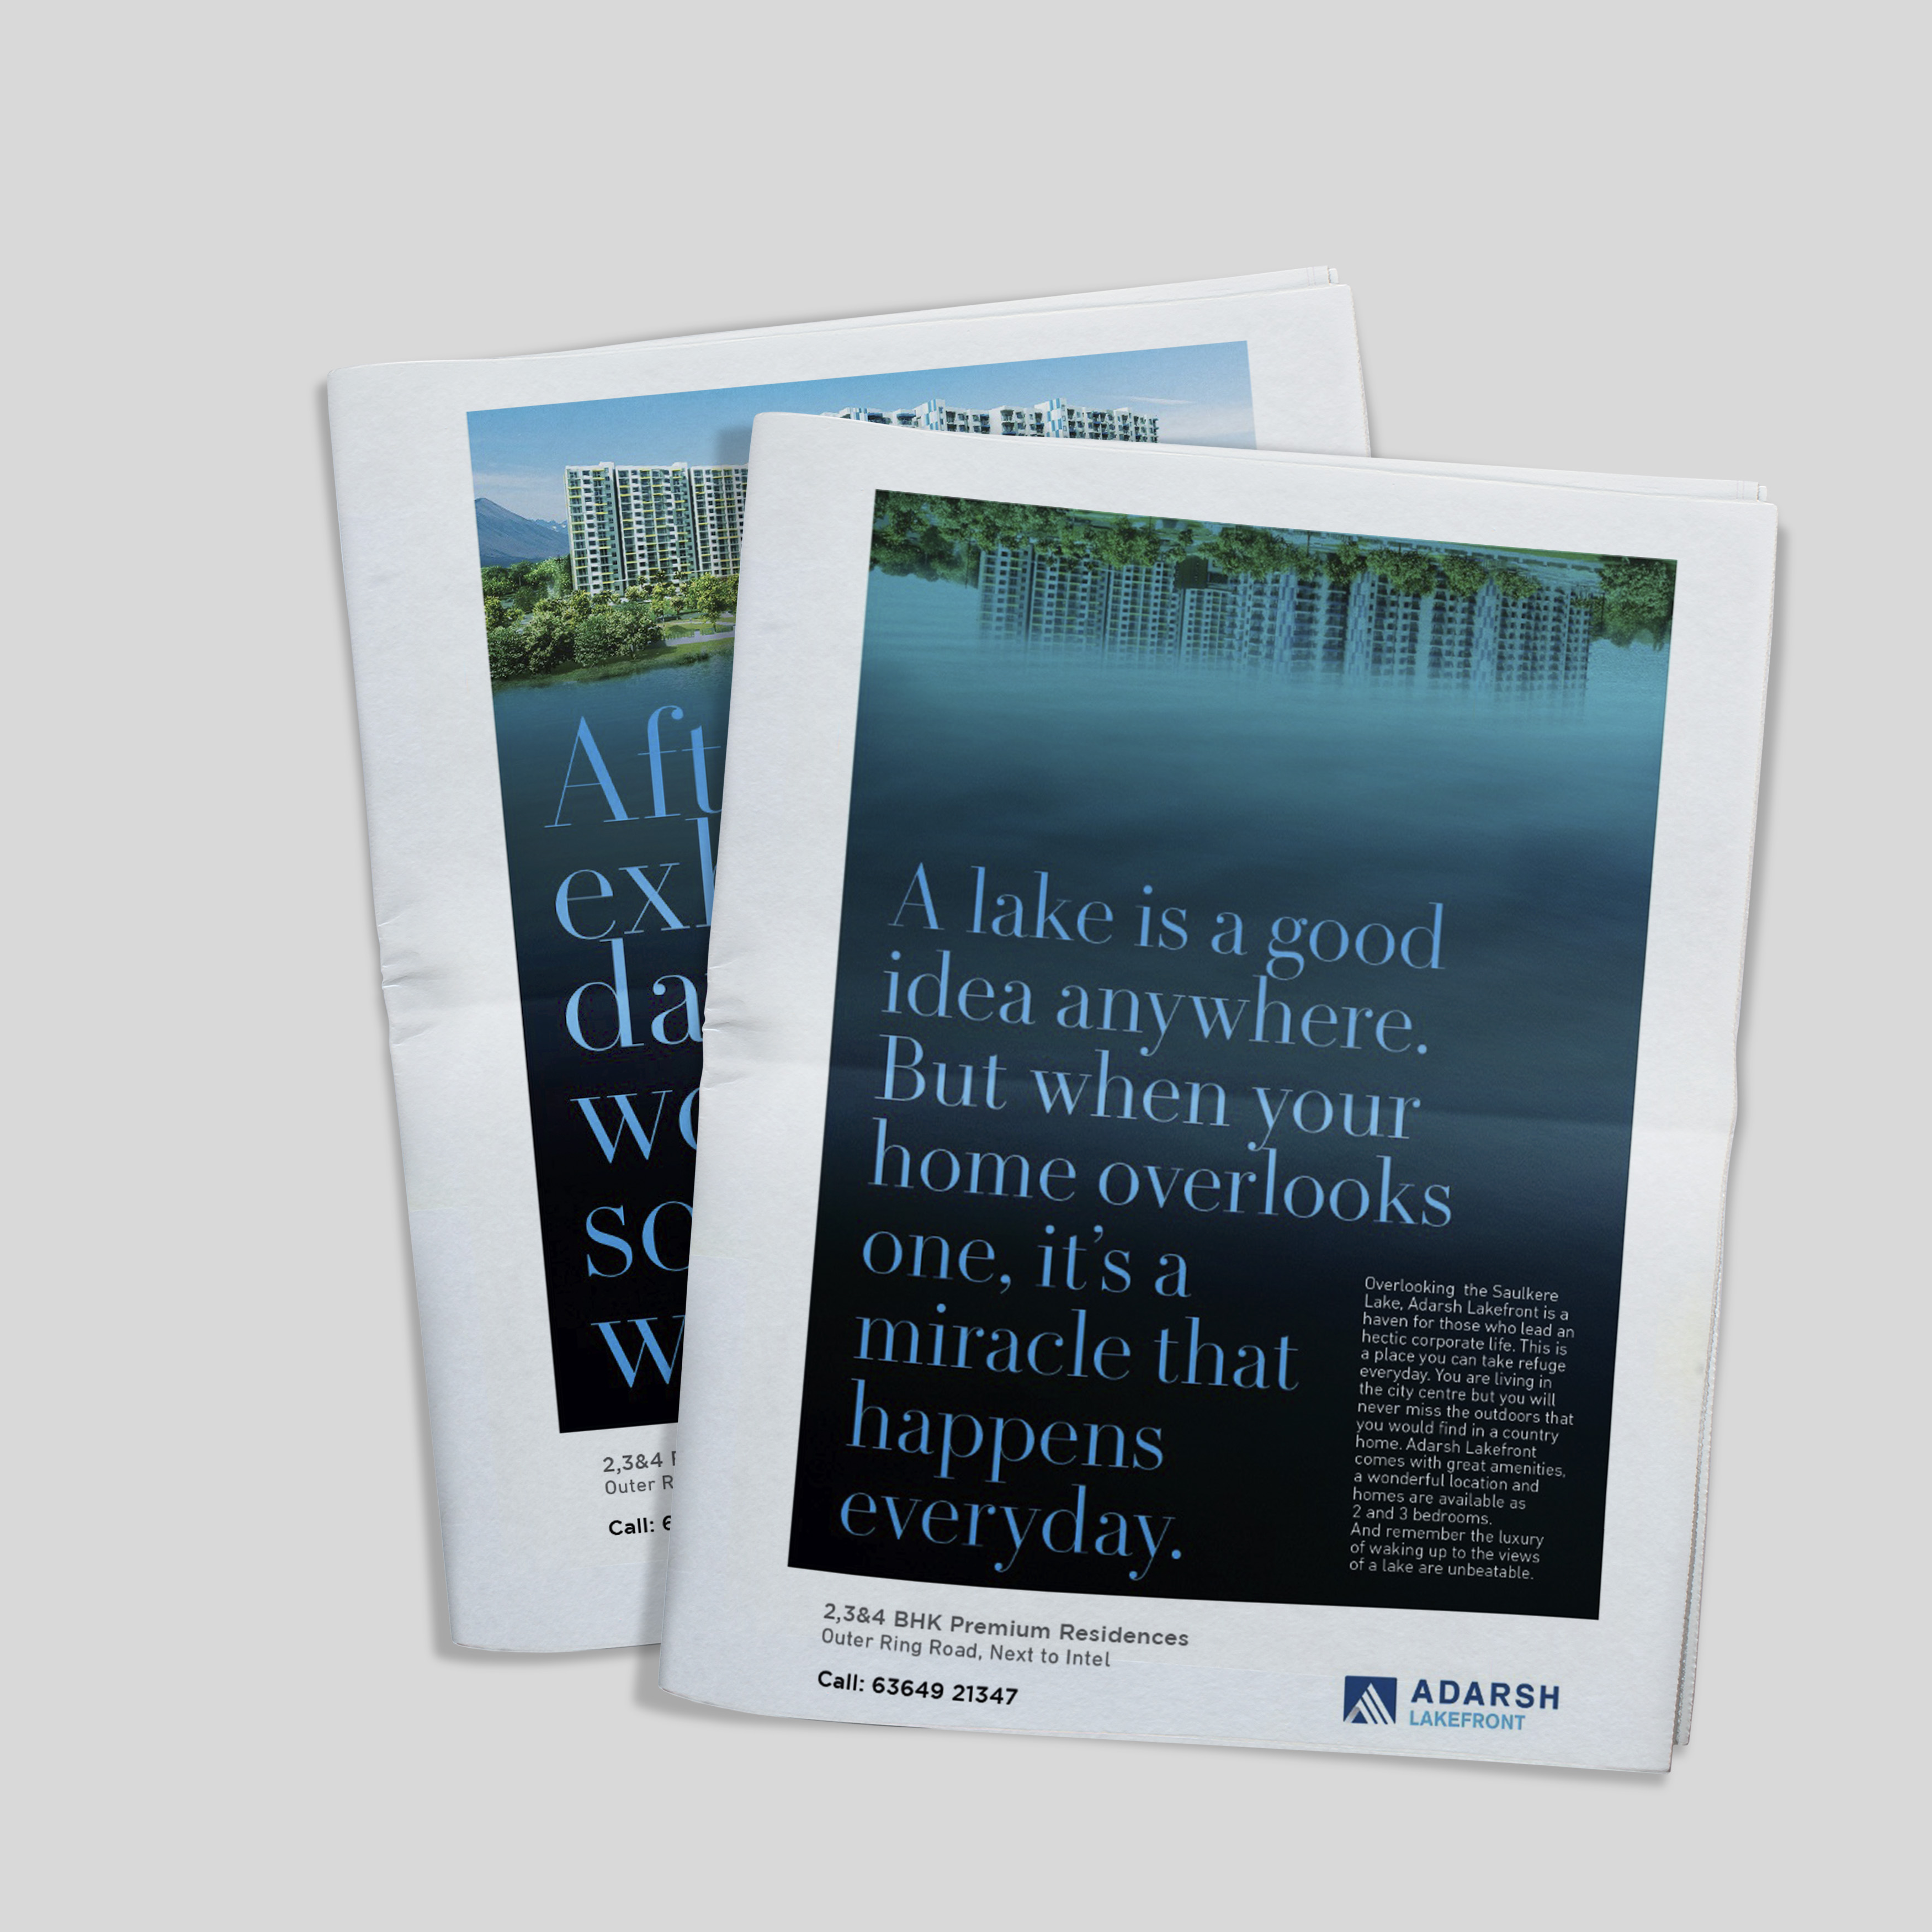 Aft
ex
da
wo
so
w
2,3&4
Outer R
Call: 6
A lake is a good
idea anywhere.
But when your
home overlooks
one, it’s a
miracle that
happens
everyday.
Overlooking the Saulkere
Lake, Adarsh Lakefront is a
haven for those who lead an
hectic corporate life. This is
a place you can take refuge
everyday. You are living in
the city centre but you will
never miss the outdoors that
you would find in a country
home. Adarsh Lakefront
comes with great amenities,
a wonderful location and
homes are available as
2 and 3 bedrooms.
And remember the luxury
of waking up to the views
of a lake are unbeatable.
2,3&4 BHK Premium Residences
Outer Ring Road, Next to Intel
Call: 63649 21347
ADARSH
LAKEFRONT